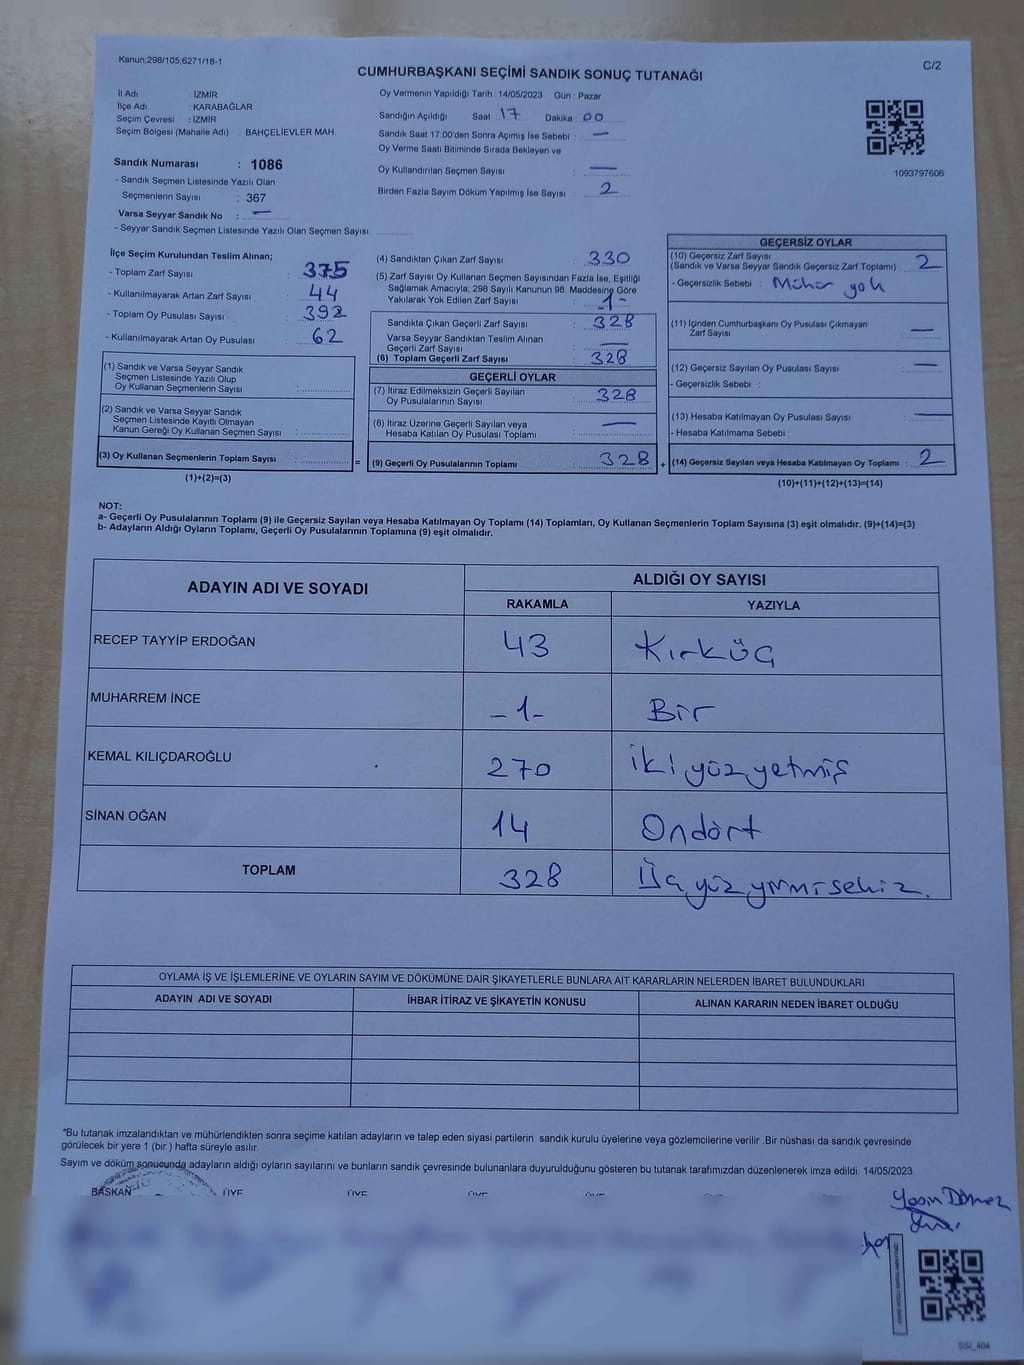 Kanun;298/105;6271/18-1
C/2
CUMHURBAŞKANI SEÇİMİ SANDIK SONUÇ TUTANAĞI
İl Adı : İZMİR
İlçe Adı : KARABAĞLAR
Seçim Çevresi : İZMİR
Seçim Bölgesi (Mahalle Adı) : BAHÇELİEVLER MAH.
Sandık Numarası : 1086
- Sandık Seçmen Listesinde Yazılı Olan
Seçmenlerin Sayısı : 367
Varsa Seyyar Sandık No : —
- Seyyar Sandık Seçmen Listesinde Yazılı Olan Seçmen Sayısı
Oy Vermenin Yapıldığı Tarih : 14/05/2023 Gün : Pazar
Sandığın Açıldığı Saat 17 Dakika 00
Sandık Saat 17:00'den Sonra Açımış İse Sebebi : —
Oy Verme Saati Bitiminde Sırada Bekleyen ve
Oy Kullandırılan Seçmen Sayısı : —
Birden Fazla Sayım Döküm Yapılmış İse Sayısı : 2
1093797606
İlçe Seçim Kurulundan Teslim Alınan;
- Toplam Zarf Sayısı : 375
- Kullanılmayarak Artan Zarf Sayısı : 44
- Toplam Oy Pusulası Sayısı : 392
- Kullanılmayarak Artan Oy Pusulası : 62
(1) Sandık ve Varsa Seyyar Sandık
Seçmen Listesinde Yazılı Olup
Oy Kullanan Seçmenlerin Sayısı :
(2) Sandık ve Varsa Seyyar Sandık
Seçmen Listesinde Kayıtlı Olmayan
Kanun Gereği Oy Kullanan Seçmen Sayısı :
(3) Oy Kullanan Seçmenlerin Toplam Sayısı :
(1)+(2)=(3)
(4) Sandıktan Çıkan Zarf Sayısı : 330
(5) Zarf Sayısı Oy Kullanan Seçmen Sayısından Fazla İse, Eşitliği
Sağlamak Amacıyla; 298 Sayılı Kanunun 98. Maddesine Göre
Yakılarak Yok Edilen Zarf Sayısı : -1-
Sandıkta Çıkan Geçerli Zarf Sayısı : 328
Varsa Seyyar Sandıktan Teslim Alınan
Geçerli Zarf Sayısı : —
(6) Toplam Geçerli Zarf Sayısı : 328
GEÇERLİ OYLAR
(7) İtiraz Edilmeksizin Geçerli Sayılan
Oy Pusulalarının Sayısı : 328
(8) İtiraz Üzerine Geçerli Sayılan veya
Hesaba Katılan Oy Pusulası Toplamı : —
= (9) Geçerli Oy Pusulalarının Toplamı : 328 +
GEÇERSİZ OYLAR
(10) Geçersiz Zarf Sayısı
(Sandık ve Varsa Seyyar Sandık Geçersiz Zarf Toplamı) : 2
- Geçersizlik Sebebi : Mühür yok
(11) İçinden Cumhurbaşkanı Oy Pusulası Çıkmayan
Zarf Sayısı : —
(12) Geçersiz Sayılan Oy Pusulası Sayısı : —
- Geçersizlik Sebebi :
(13) Hesaba Katılmayan Oy Pusulası Sayısı : —
- Hesaba Katılmama Sebebi :
(14) Geçersiz Sayılan veya Hesaba Katılmayan Oy Toplamı : 2
(10)+(11)+(12)+(13)=(14)
NOT:
a- Geçerli Oy Pusulalarının Toplamı (9) ile Geçersiz Sayılan veya Hesaba Katılmayan Oy Toplamı (14) Toplamları, Oy Kullanan Seçmenlerin Toplam Sayısına (3) eşit olmalıdır. (9)+(14)=(3)
b- Adayların Aldığı Oyların Toplamı, Geçerli Oy Pusulalarının Toplamına (9) eşit olmalıdır.
ADAYIN ADI VE SOYADI
ALDIĞI OY SAYISI
RAKAMLA YAZIYLA
RECEP TAYYİP ERDOĞAN 43 Kırküç
MUHARREM İNCE -1- Bir
KEMAL KILIÇDAROĞLU 270 İkiyüzyetmiş
SİNAN OĞAN 14 Ondört
TOPLAM 328 Üçyüzyirmisekiz.
OYLAMA İŞ VE İŞLEMLERİNE VE OYLARIN SAYIM VE DÖKÜMÜNE DAİR ŞİKAYETLERLE BUNLARA AİT KARARLARIN NELERDEN İBARET BULUNDUKLARI
ADAYIN ADI VE SOYADI İHBAR İTİRAZ VE ŞİKAYETİN KONUSU ALINAN KARARIN NEDEN İBARET OLDUĞU
*Bu tutanak imzalandıktan ve mühürlendikten sonra seçime katılan adayların ve talep eden siyasi partilerin sandık kurulu üyelerine veya gözlemcilerine verilir .Bir nüshası da sandık çevresinde
görülecek bir yere 1 (bir ) hafta süreyle asılır.
Sayım ve döküm sonucunda adayların aldığı oyların sayılarını ve bunların sandık çevresinde bulunanlara duyurulduğunu gösteren bu tutanak tarafımızdan düzenlenerek imza edildi. 14/05/2023
BAŞKAN ÜYE ÜYE ÜYE ÜYE ÜYE
Yasin Dönmez
SSI_404